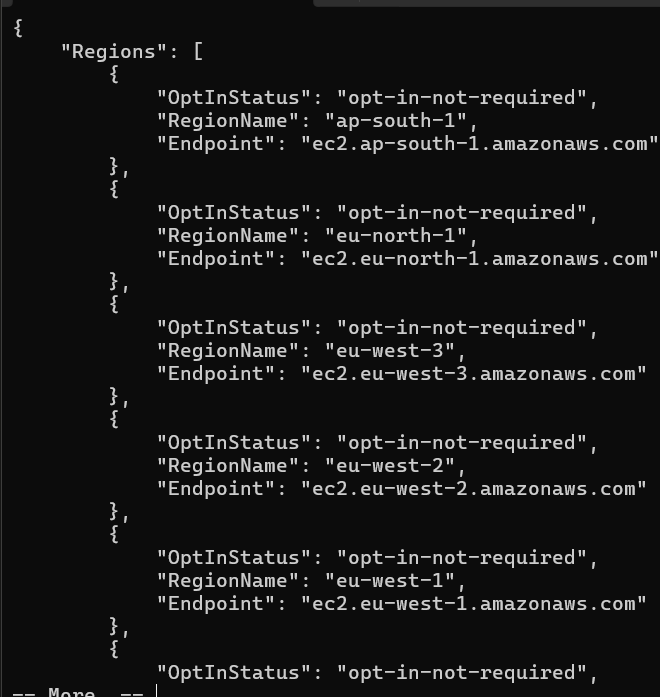 {
    "Regions": [
        {
            "OptInStatus": "opt-in-not-required",
            "RegionName": "ap-south-1",
            "Endpoint": "ec2.ap-south-1.amazonaws.com"
        },
        {
            "OptInStatus": "opt-in-not-required",
            "RegionName": "eu-north-1",
            "Endpoint": "ec2.eu-north-1.amazonaws.com"
        },
        {
            "OptInStatus": "opt-in-not-required",
            "RegionName": "eu-west-3",
            "Endpoint": "ec2.eu-west-3.amazonaws.com"
        },
        {
            "OptInStatus": "opt-in-not-required",
            "RegionName": "eu-west-2",
            "Endpoint": "ec2.eu-west-2.amazonaws.com"
        },
        {
            "OptInStatus": "opt-in-not-required",
            "RegionName": "eu-west-1",
            "Endpoint": "ec2.eu-west-1.amazonaws.com"
        },
        {
            "OptInStatus": "opt-in-not-required",
-- More  --